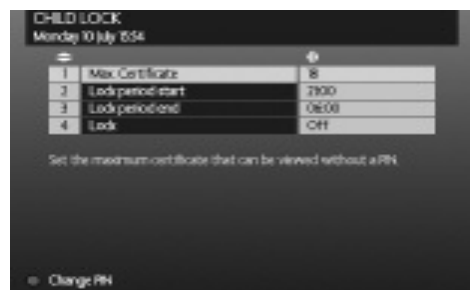 CHILD LOCK
Monday 10 July 15:54
1 Max. Certificate 18
2 Lock period start 21:00
3 Lock period end 06:00
4 Lock Off
Set the maximum certificate that can be viewed without a PIN.
Change PIN